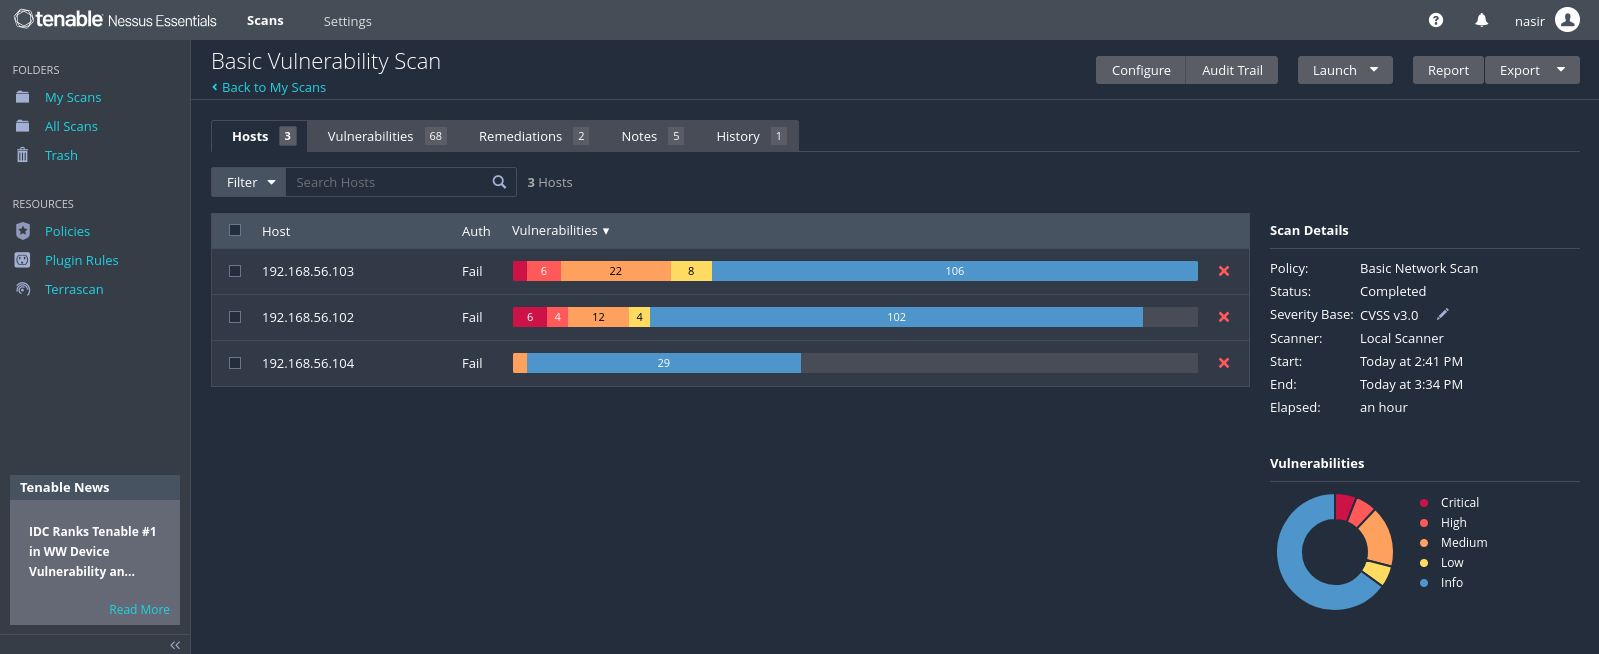 tenable Nessus Essentials Scans Settings ? nasir
FOLDERS
My Scans
All Scans
Trash
RESOURCES
Policies
Plugin Rules
Terrascan
Tenable News
IDC Ranks Tenable #1
in WW Device
Vulnerability an...
Read More
Basic Vulnerability Scan
Back to My Scans
Configure Audit Trail Launch Report Export
Hosts 3 Vulnerabilities 68 Remediations 2 Notes 5 History 1
Filter Search Hosts 3 Hosts
Host Auth Vulnerabilities
192.168.56.103 Fail 6 22 8 106
192.168.56.102 Fail 6 4 12 4 102
192.168.56.104 Fail 29
Scan Details
Policy: Basic Network Scan
Status: Completed
Severity Base: CVSS v3.0
Scanner: Local Scanner
Start: Today at 2:41 PM
End: Today at 3:34 PM
Elapsed: an hour
Vulnerabilities
Critical
High
Medium
Low
Info